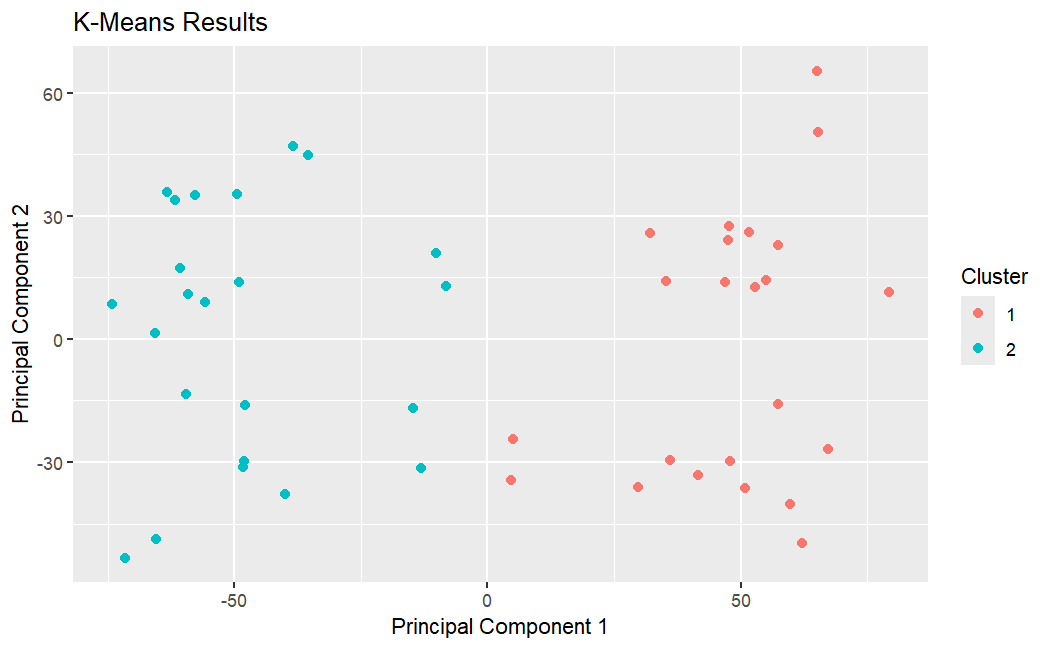 K-Means Results
60
30
0
-30
Principal Component 2
-50
0
50
Principal Component 1
Cluster
1
2